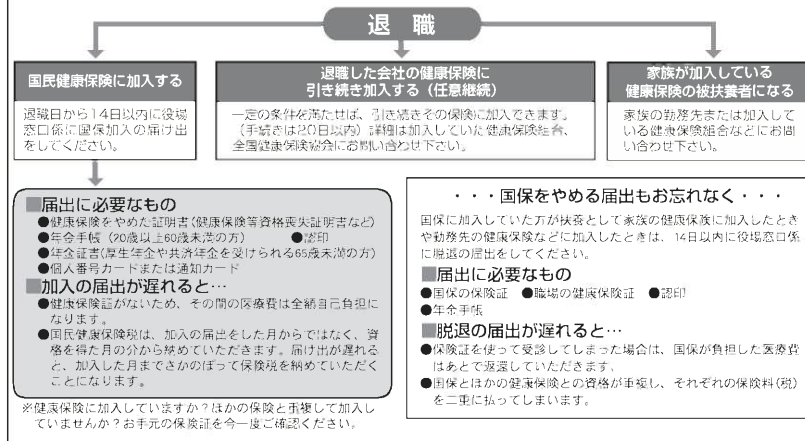 退職
国民健康保険に加入する
退職日から14日以内に役場
窓口係に国保加入の届け出
をしてください。
退職した会社の健康保険に
引き続き加入する（任意継続）
一定の条件を満たせば、引き続きその保険に加入できます。
（手続きは20日以内）詳細は加入していた健康保険組合、
全国健康保険協会にお問い合わせ下さい。
家族が加入している
健康保険の被扶養者になる
家族の勤務先または加入して
いる健康保険組合などにお問
い合わせ下さい。
■届出に必要なもの
●健康保険をやめた証明書(健康保険等資格喪失証明書など)
●年金手帳（20歳以上60歳未満の方） ●認印
●年金証書(厚生年金や共済年金を受けられる65歳未満の方)
●個人番号カードまたは通知カード
■加入の届出が遅れると…
●健康保険証がないため、その間の医療費は全額自己負担に
なります。
●国民健康保険税は、加入の届出をした月からではなく、資
格を得た月の分から納めていただきます。届け出が遅れる
と、加入した月までさかのぼって保険税を納めていただく
ことになります。
※健康保険に加入していますか？ほかの保険と重複して加入し
ていませんか？お手元の保険証を今一度ご確認ください。
・・・国保をやめる届出もお忘れなく・・・
国保に加入していた方が扶養として家族の健康保険に加入したとき
や勤務先の健康保険などに加入したときは、14日以内に役場窓口係
に脱退の届出をしてください。
■届出に必要なもの
●国保の保険証 ●職場の健康保険証 ●認印
●年金手帳
■脱退の届出が遅れると…
●保険証を使って受診してしまった場合は、国保が負担した医療費
はあとで返還していただきます。
●国保とほかの健康保険との資格が重複し、それぞれの保険料(税)
を二重に払ってしまいます。